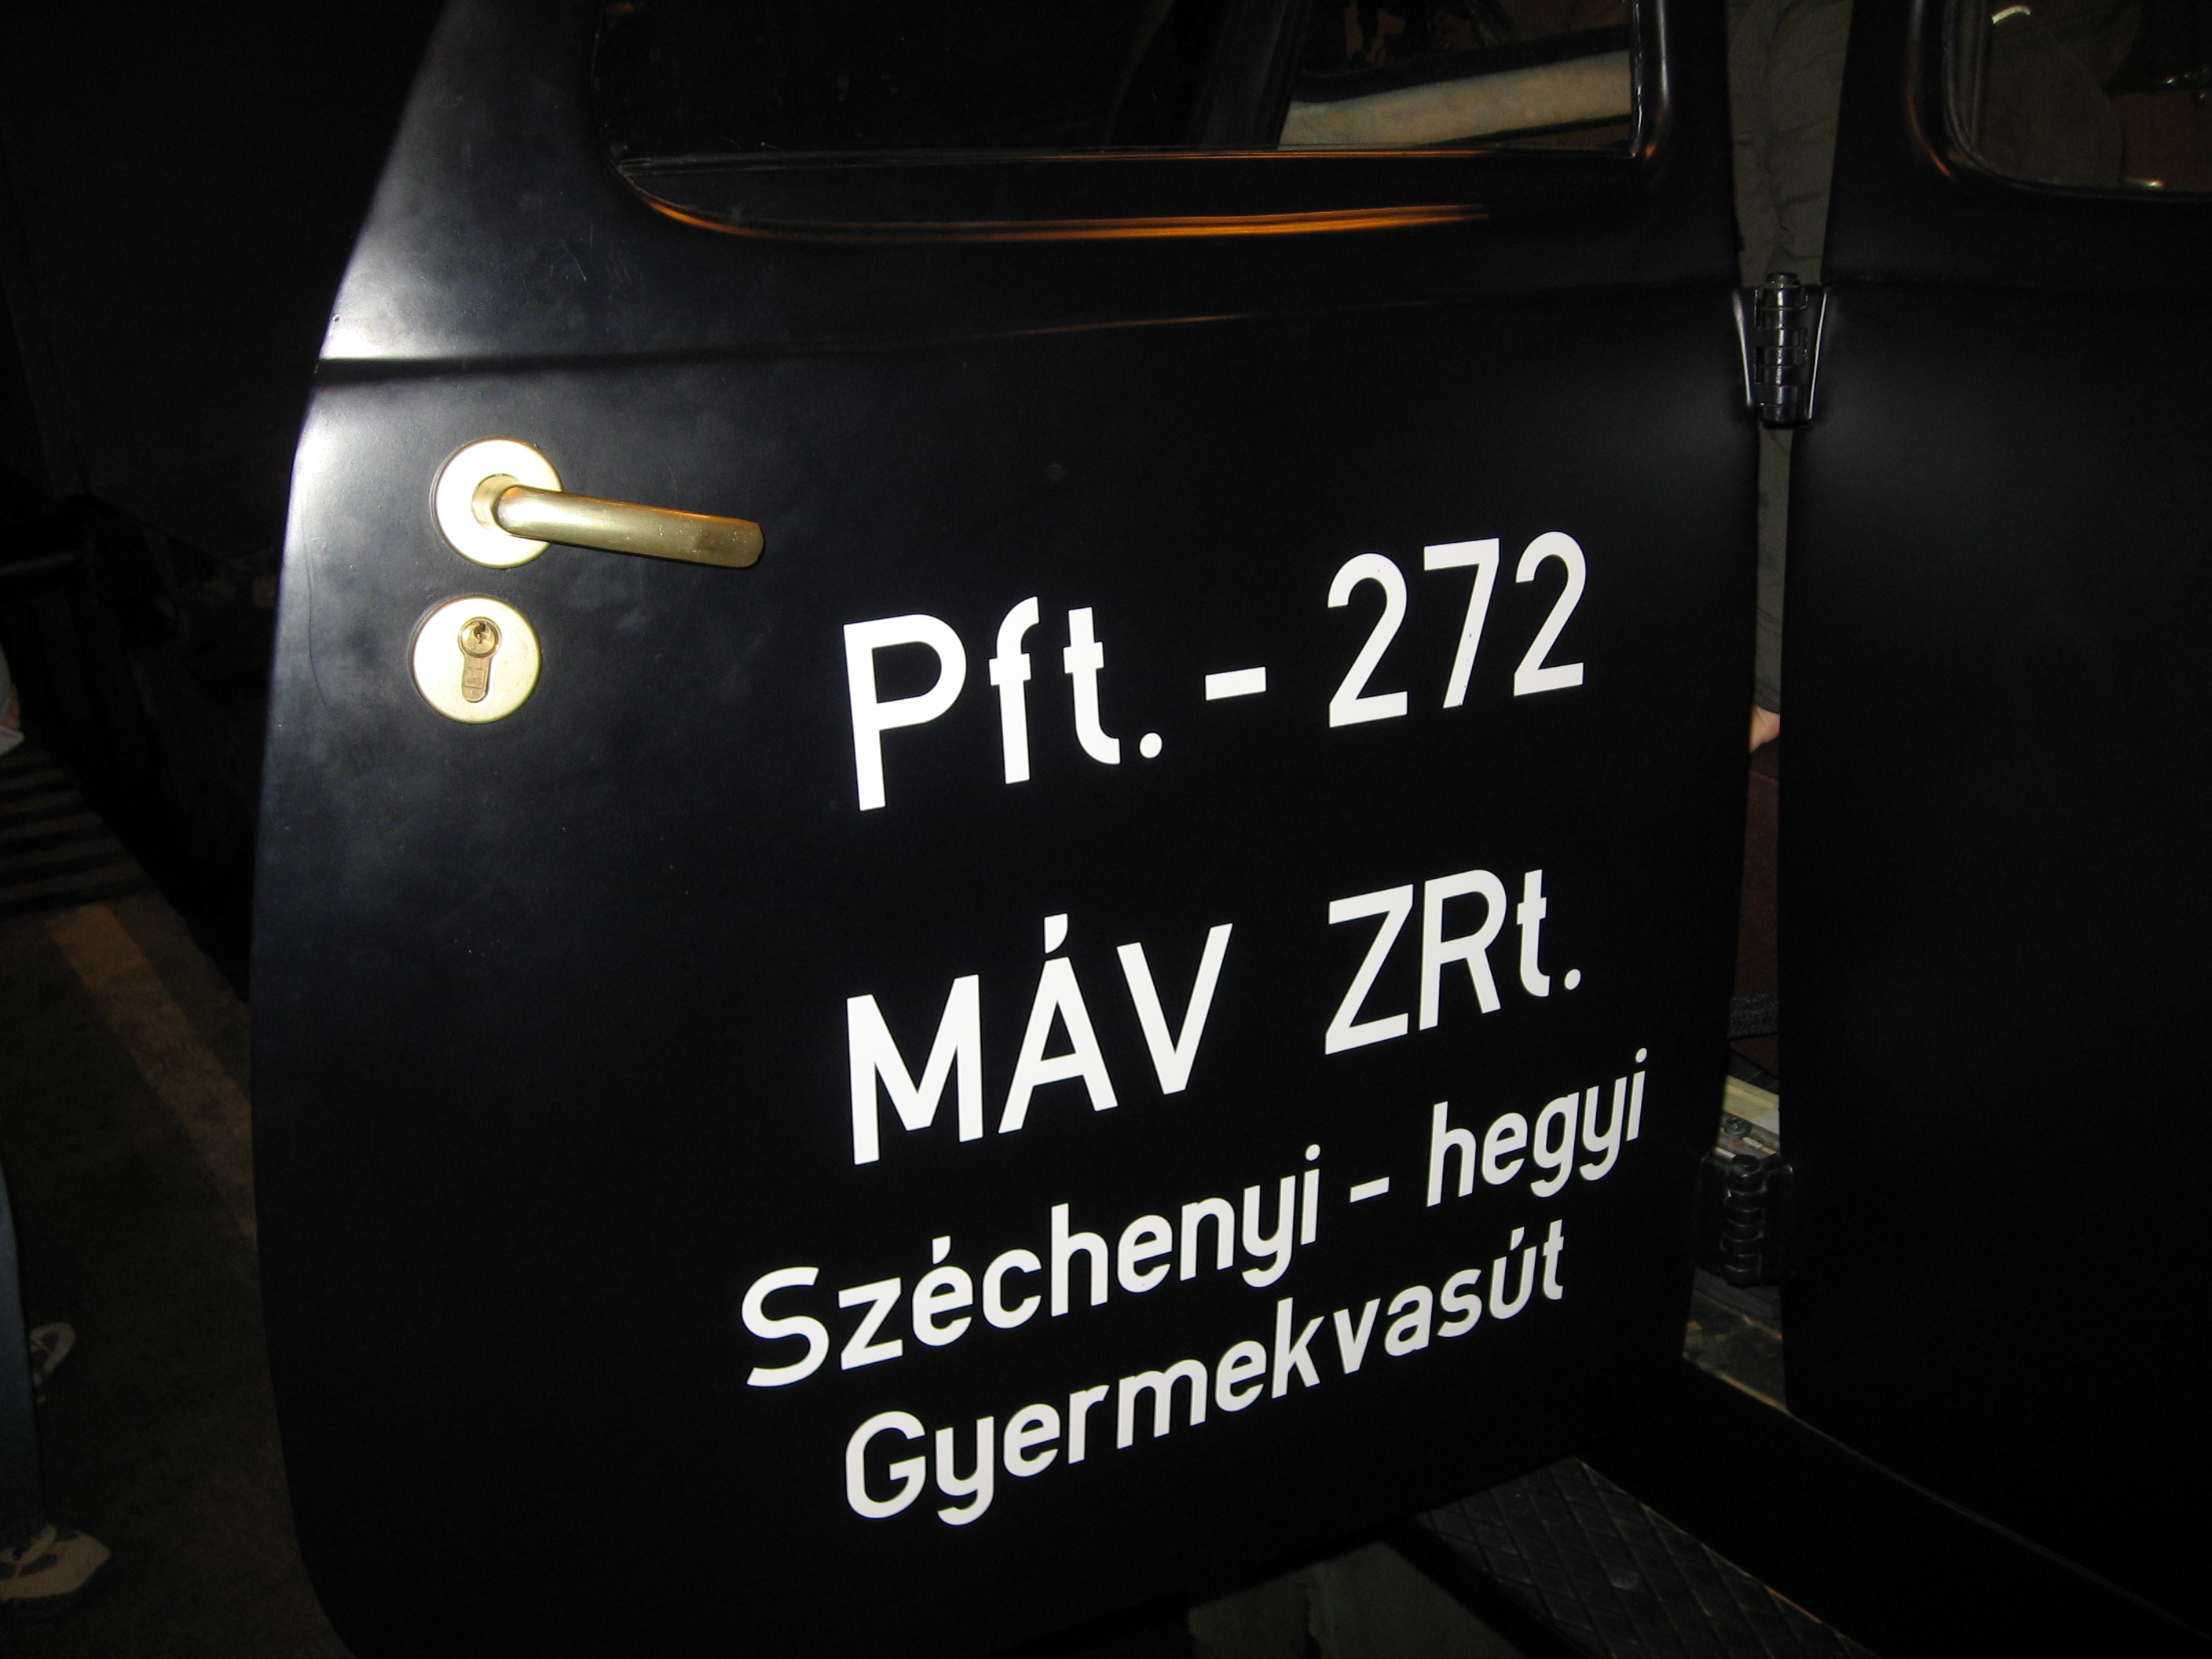 Pft. - 272
MÁV ZRt.
Széchenyi - hegyi
Gyermekvasút